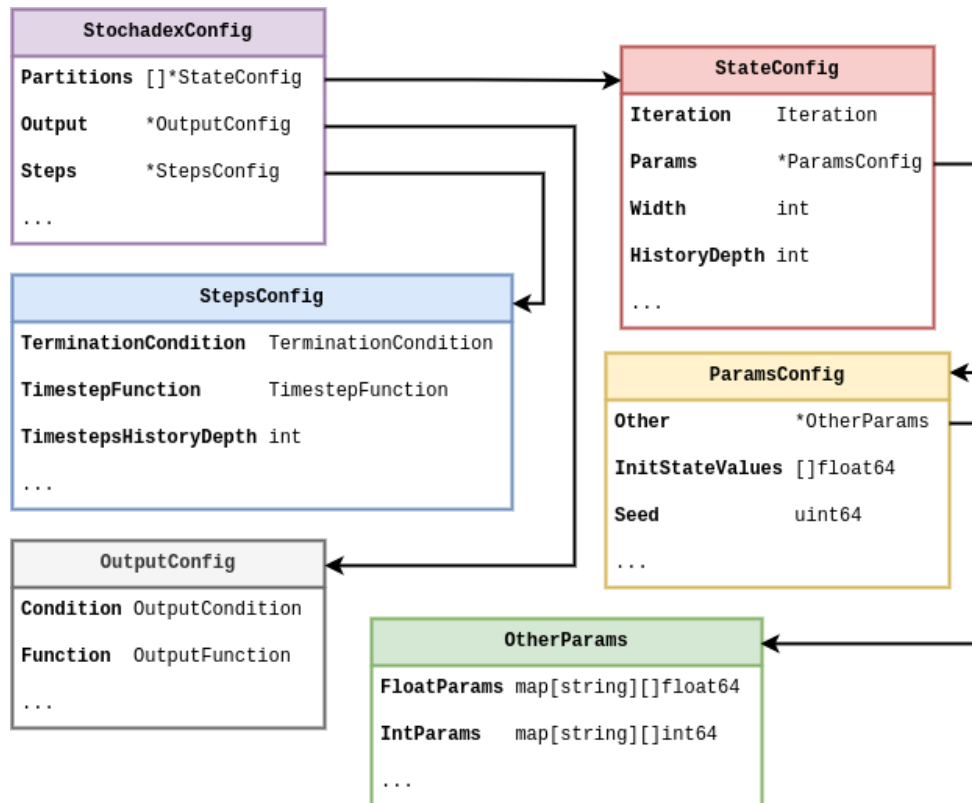 StochadexConfig
Partitions []*StateConfig
Output *OutputConfig
Steps *StepsConfig
...
StateConfig
Iteration Iteration
Params *ParamsConfig
Width int
HistoryDepth int
...
StepsConfig
TerminationCondition TerminationCondition
TimestepFunction TimestepFunction
TimestepsHistoryDepth int
...
ParamsConfig
Other *OtherParams
InitStateValues []float64
Seed uint64
...
OutputConfig
Condition OutputCondition
Function OutputFunction
...
OtherParams
FloatParams map[string][]float64
IntParams map[string][]int64
...